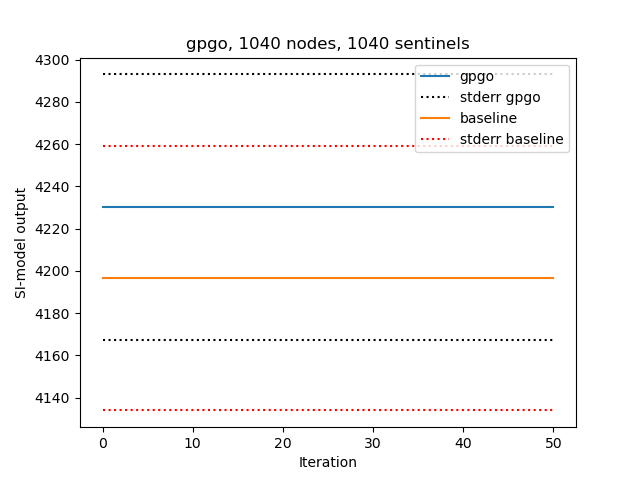 gpgo, 1040 nodes, 1040 sentinels
SI-model output
4300
4280
4260
4240
4220
4200
4180
4160
4140
gpgo
stderr gpgo
baseline
stderr baseline
0 10 20 30 40 50
Iteration